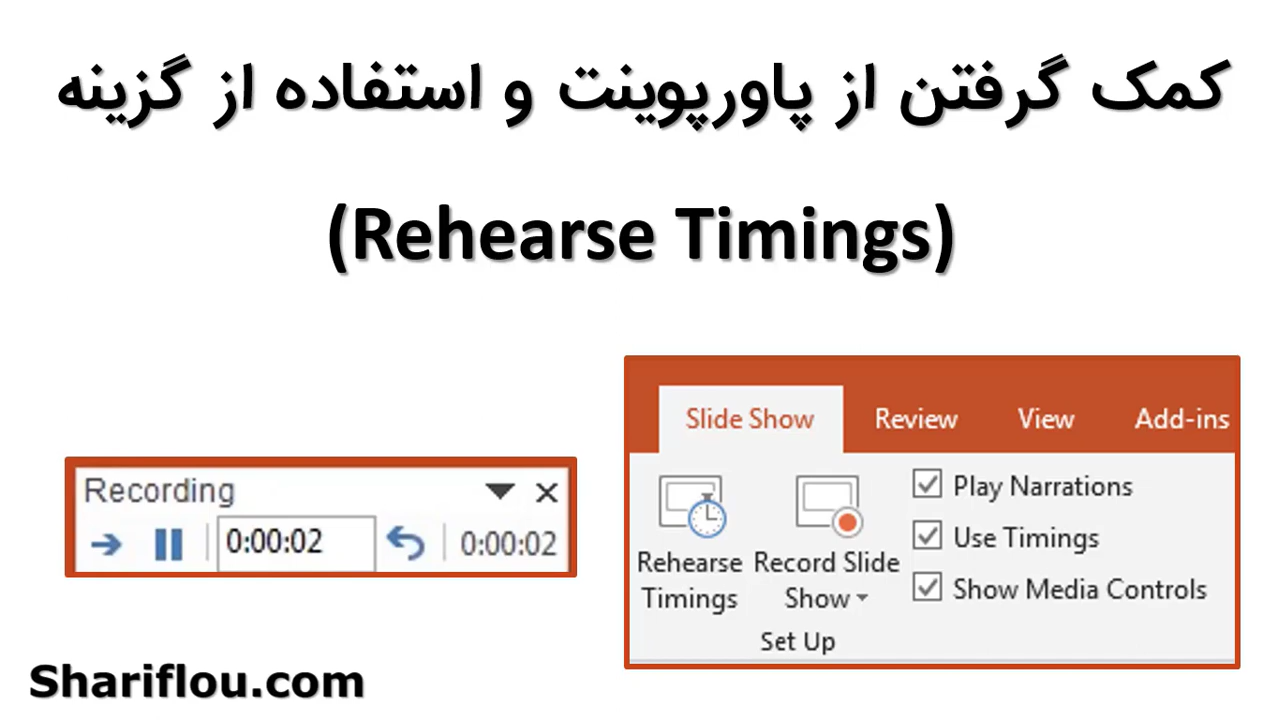 کمک گرفتن از پاورپوینت و استفاده از گزینه
(Rehearse Timings)
Recording
0:00:02 0:00:02
Slide Show Review View Add-ins
Rehearse Timings
Record Slide Show
Play Narrations
Use Timings
Show Media Controls
Set Up
Shariflou.com